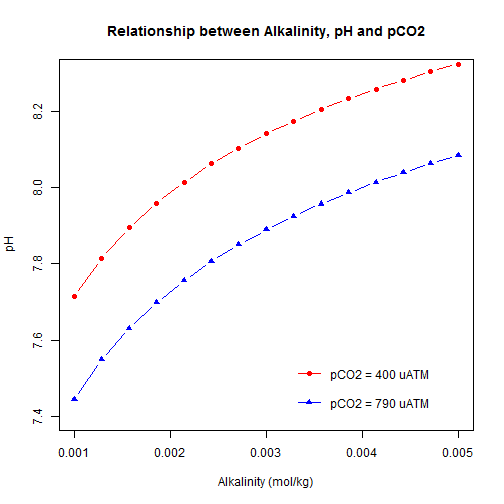 Relationship between Alkalinity, pH and pCO2
pH
8.2
8.0
7.8
7.6
7.4
pCO2 = 400 uATM
pCO2 = 790 uATM
0.001 0.002 0.003 0.004 0.005
Alkalinity (mol/kg)